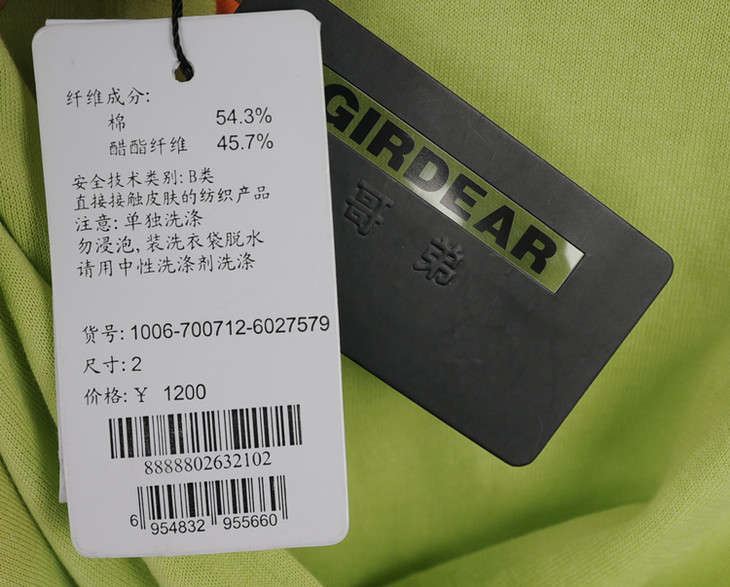 纤维成分:
棉 54.3%
醋酯纤维 45.7%
安全技术类别: B类
直接接触皮肤的纺织产品
注意: 单独洗涤
勿浸泡, 装洗衣袋脱水
请用中性洗涤剂洗涤
货号: 1006-700712-6027579
尺寸: 2
价格: ¥ 1200
8888802632102
6 954832 955660
GIRDEAR
哥弟